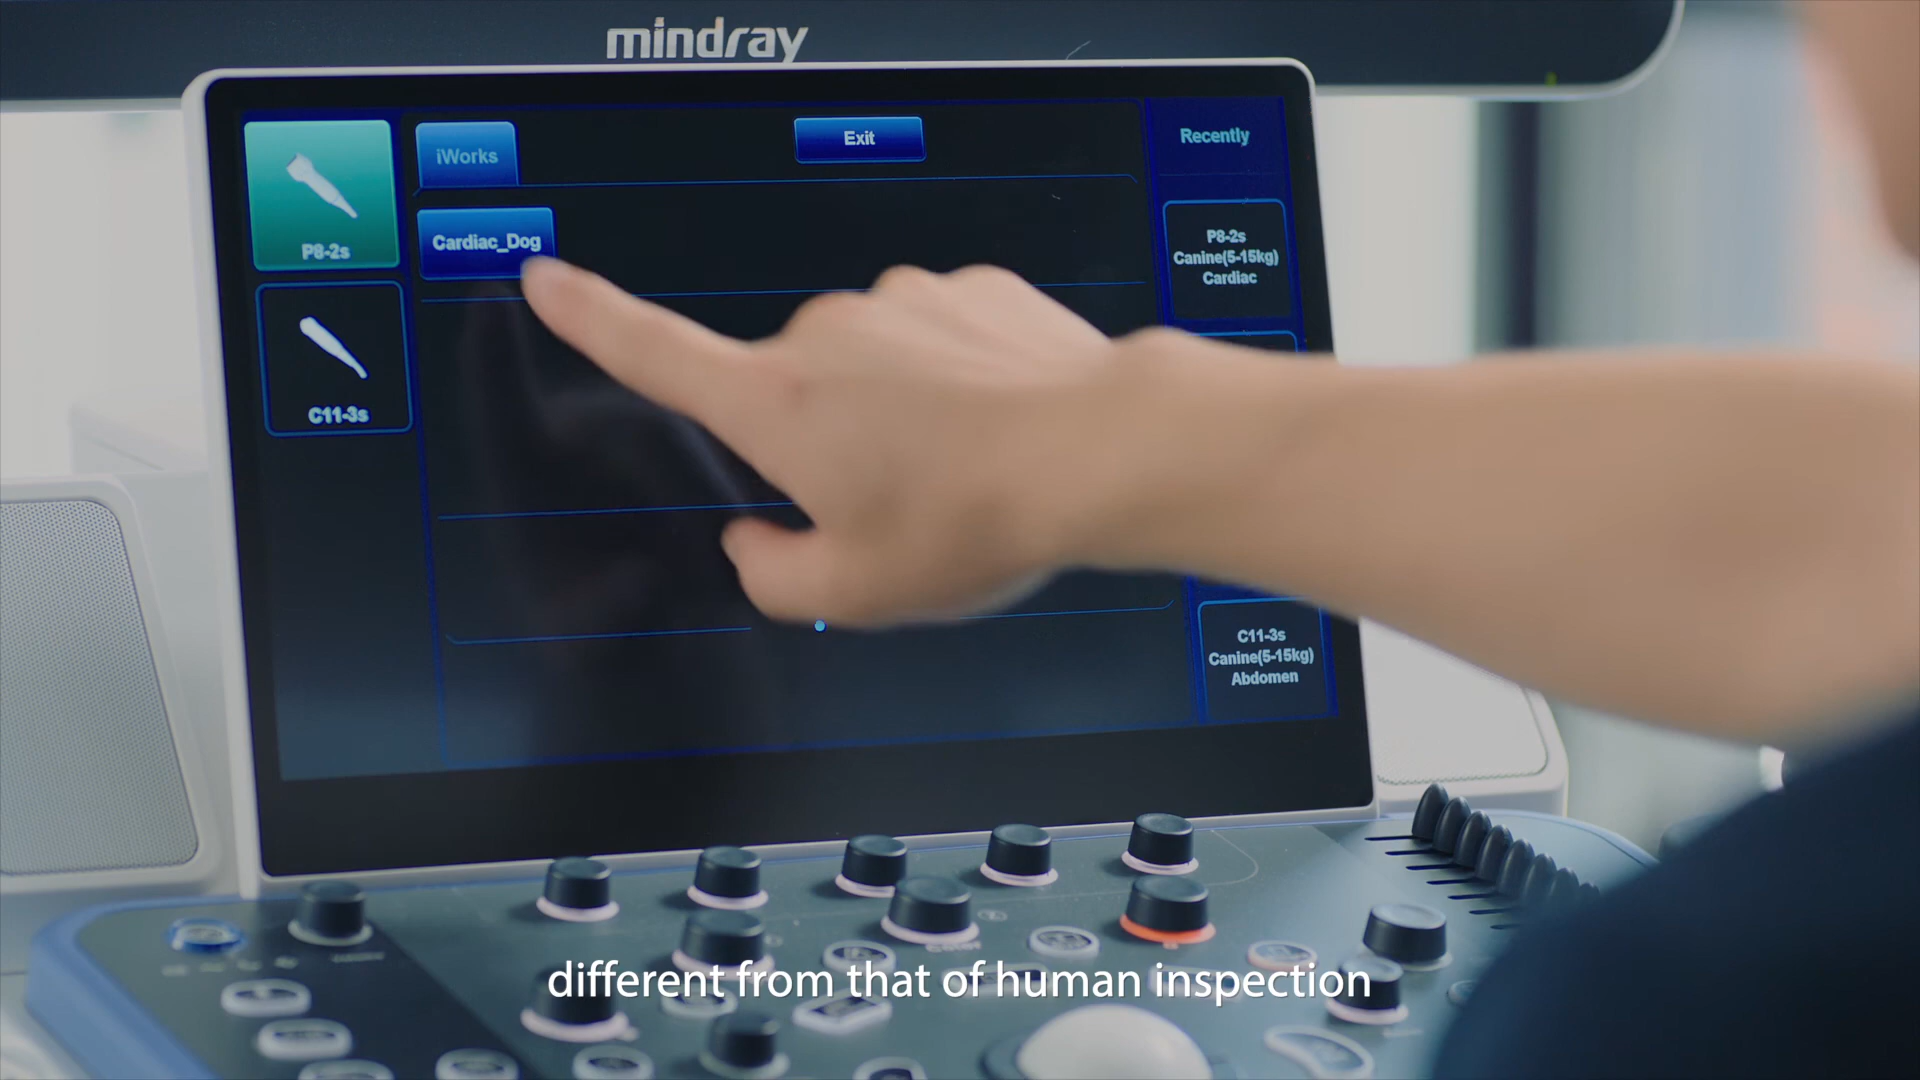 mindray
iWorks
Exit
Recently
P8-2s
Cardiac_Dog
P8-2s
Canine(5-15kg)
Cardiac
C11-3s
C11-3s
Canine(5-15kg)
Abdomen
different from that of human inspection